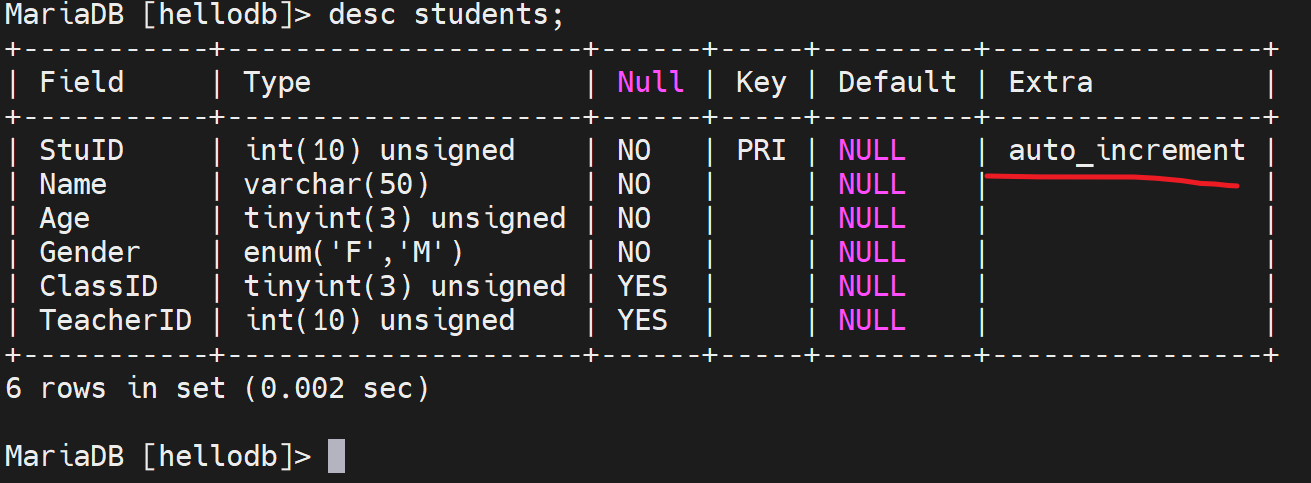 MariaDB [hellodb]> desc students;
+-----------+---------------------+------+-----+---------+----------------+
| Field     | Type                | Null | Key | Default | Extra          |
+-----------+---------------------+------+-----+---------+----------------+
| StuID     | int(10) unsigned    | NO   | PRI | NULL    | auto_increment |
| Name      | varchar(50)         | NO   |     | NULL    |                |
| Age       | tinyint(3) unsigned | NO   |     | NULL    |                |
| Gender    | enum('F','M')       | NO   |     | NULL    |                |
| ClassID   | tinyint(3) unsigned | YES  |     | NULL    |                |
| TeacherID | int(10) unsigned    | YES  |     | NULL    |                |
+-----------+---------------------+------+-----+---------+----------------+
6 rows in set (0.002 sec)
MariaDB [hellodb]>